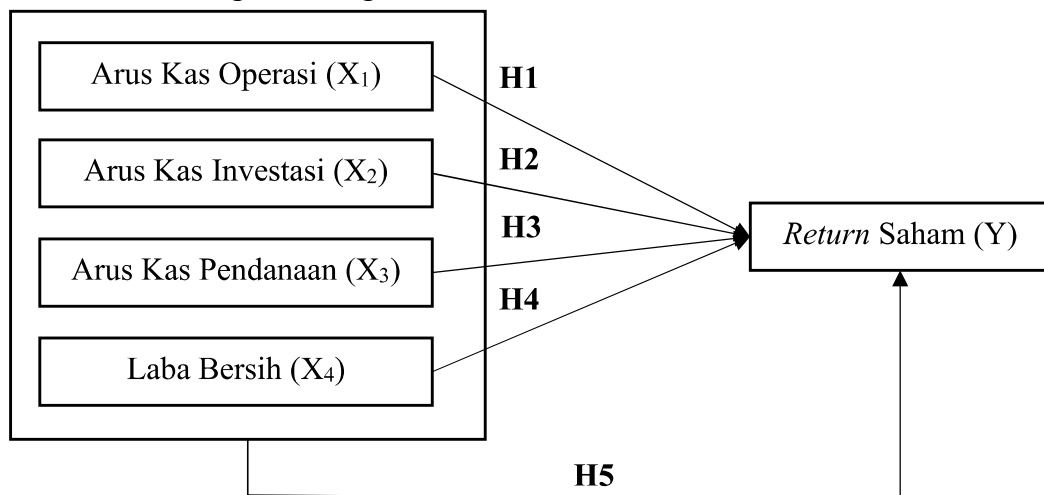 Arus Kas Operasi (X₁)
H1
Arus Kas Investasi (X₂)
H2
H3
Return Saham (Y)
Arus Kas Pendanaan (X₃)
H4
Laba Bersih (X₄)
H5